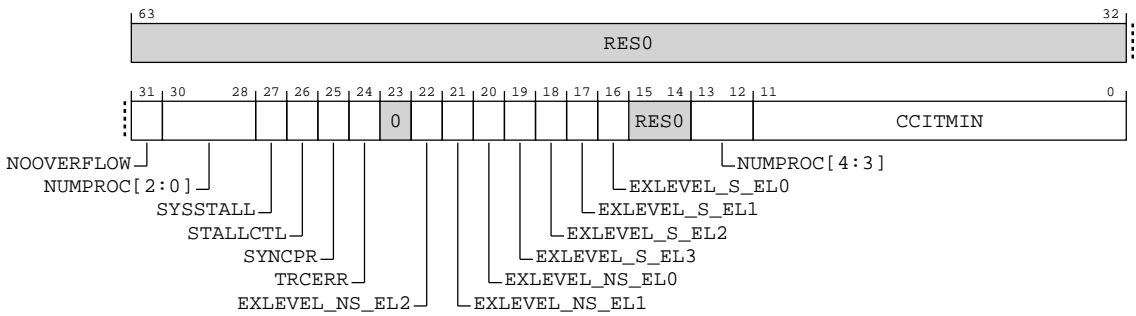 63 32
RES0
31 30 28 27 26 25 24 23 22 21 20 19 18 17 16 15 14 13 12 11 0
0 RES0 CCITMIN
NOOVERFLOW NUMPROC[4:3]
NUMPROC[2:0] EXLEVEL_S_EL0
SYSSTALL EXLEVEL_S_EL1
STALLCTL EXLEVEL_S_EL2
SYNCPR EXLEVEL_S_EL3
TRCERR EXLEVEL_NS_EL0
EXLEVEL_NS_EL2 EXLEVEL_NS_EL1